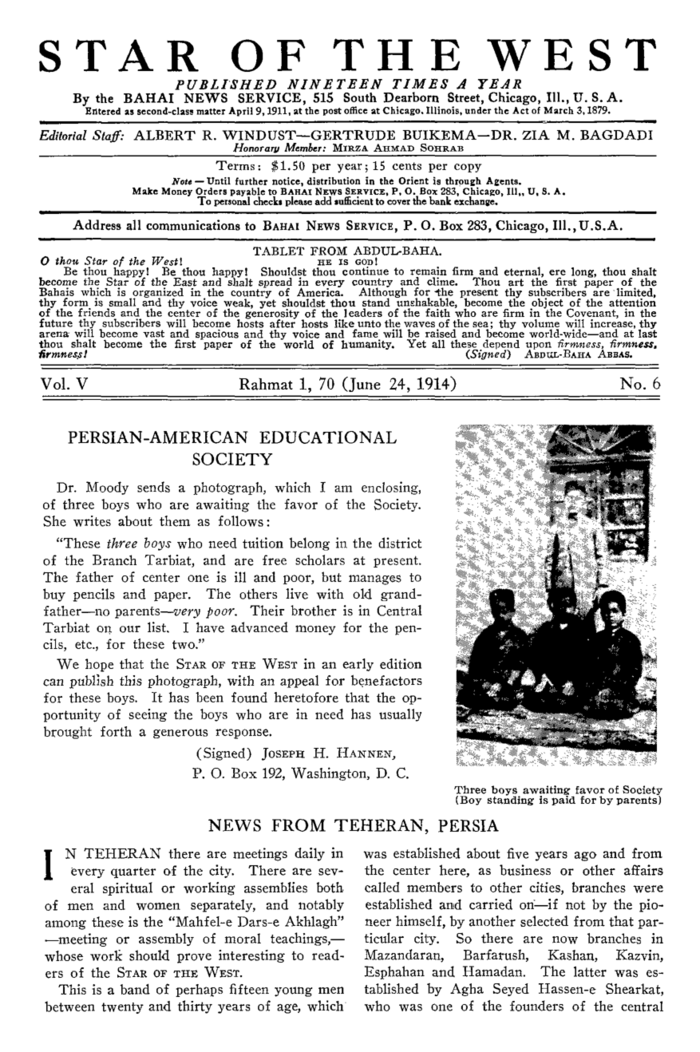 STAR OF THE WEST
PUBLISHED NINETEEN TIMES A YEAR
By the BAHAI NEWS SERVICE, 515 South Dearborn Street, Chicago, Ill., U. S. A.
Entered as second-class matter April 9, 1911, at the post office at Chicago, Illinois, under the Act of March 3, 1879.
Editorial Staff: ALBERT R. WINDUST—GERTRUDE BUIKEMA—DR. ZIA M. BAGDADI
Honorary Member: MIRZA AHMAD SOHRAB
Terms: $1.50 per year; 15 cents per copy
Note — Until further notice, distribution in the Orient is through Agents.
Make Money Orders payable to BAHAI NEWS SERVICE, P. O. Box 283, Chicago, Ill., U, S. A.
To personal checks please add sufficient to cover the bank exchange.
Address all communications to BAHAI NEWS SERVICE, P. O. Box 283, Chicago, Ill., U.S.A.
TABLET FROM ABDUL-BAHA.
O thou Star of the West! HE IS GOD!
Be thou happy! Be thou happy! Shouldst thou continue to remain firm and eternal, ere long, thou shalt
become the Star of the East and shalt spread in every country and clime. Thou art the first paper of the
Bahais which is organized in the country of America. Although for the present thy subscribers are limited,
thy form is small and thy voice weak, yet shouldst thou stand unshakable, become the object of the attention
of the friends and the center of the generosity of the leaders of the faith who are firm in the Covenant, in the
future thy subscribers will become hosts after hosts like unto the waves of the sea; thy volume will increase, thy
arena will become vast and spacious and thy voice and fame will be raised and become world-wide—and at last
thou shalt become the first paper of the world of humanity. Yet all these depend upon firmness, firmness,
firmness! (Signed) ABDUL-BAHA ABBAS.
Vol. V Rahmat 1, 70 (June 24, 1914) No. 6
PERSIAN-AMERICAN EDUCATIONAL
SOCIETY
Dr. Moody sends a photograph, which I am enclosing,
of three boys who are awaiting the favor of the Society.
She writes about them as follows:
"These three boys who need tuition belong in the district
of the Branch Tarbiat, and are free scholars at present.
The father of center one is ill and poor, but manages to
buy pencils and paper. The others live with old grand-
father—no parents—very poor. Their brother is in Central
Tarbiat on our list. I have advanced money for the pen-
cils, etc., for these two."
We hope that the STAR OF THE WEST in an early edition
can publish this photograph, with an appeal for benefactors
for these boys. It has been found heretofore that the op-
portunity of seeing the boys who are in need has usually
brought forth a generous response.
(Signed) JOSEPH H. HANNEN,
P. O. Box 192, Washington, D. C.
Three boys awaiting favor of Society
(Boy standing is paid for by parents)
NEWS FROM TEHERAN, PERSIA
IN TEHERAN there are meetings daily in
every quarter of the city. There are sev-
eral spiritual or working assemblies both
of men and women separately, and notably
among these is the "Mahfel-e Dars-e Akhlagh"
—meeting or assembly of moral teachings,—
whose work should prove interesting to read-
ers of the STAR OF THE WEST.
This is a band of perhaps fifteen young men
between twenty and thirty years of age, which
was established about five years ago and from
the center here, as business or other affairs
called members to other cities, branches were
established and carried on—if not by the pio-
neer himself, by another selected from that par-
ticular city. So there are now branches in
Mazandaran, Barfarush, Kashan, Kazvin,
Esphahan and Hamadan. The latter was es-
tablished by Agha Seyed Hassen-e Shearkat,
who was one of the founders of the central